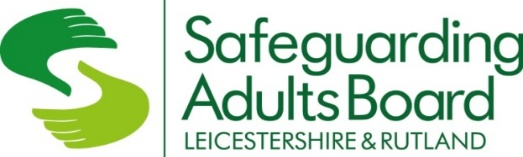 Safeguarding
Adults Board
LEICESTERSHIRE & RUTLAND